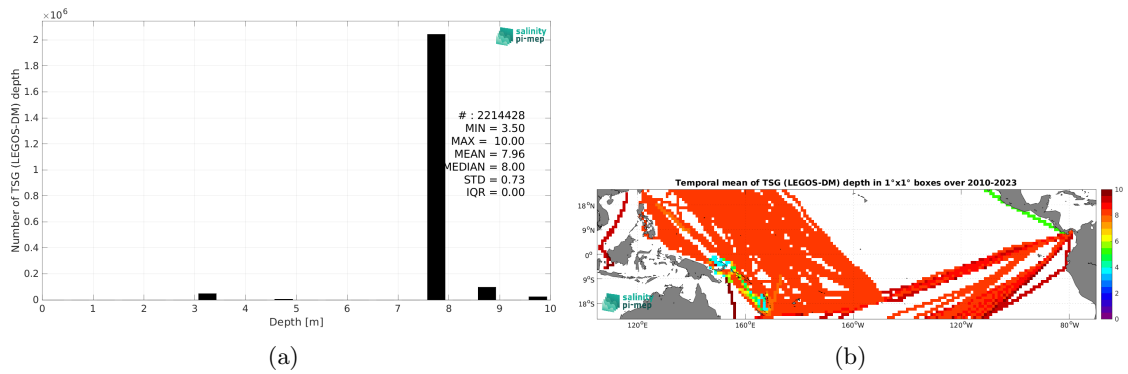 ×10⁶
2
1.8
1.6
1.4
1.2
1
0.8
0.6
0.4
0.2
0
Number of TSG (LEGOS-DM) depth
salinity
pi-mep
# : 2214428
MIN = 3.50
MAX = 10.00
MEAN = 7.96
MEDIAN = 8.00
STD = 0.73
IQR = 0.00
0 1 2 3 4 5 6 7 8 9 10
Depth [m]
(a)
Temporal mean of TSG (LEGOS-DM) depth in 1°x1° boxes over 2010-2023
18°N
9°N
0°
9°S
18°S
salinity
pi-mep
120°E 160°E 160°W 120°W 80°W
10
8
6
4
2
0
(b)